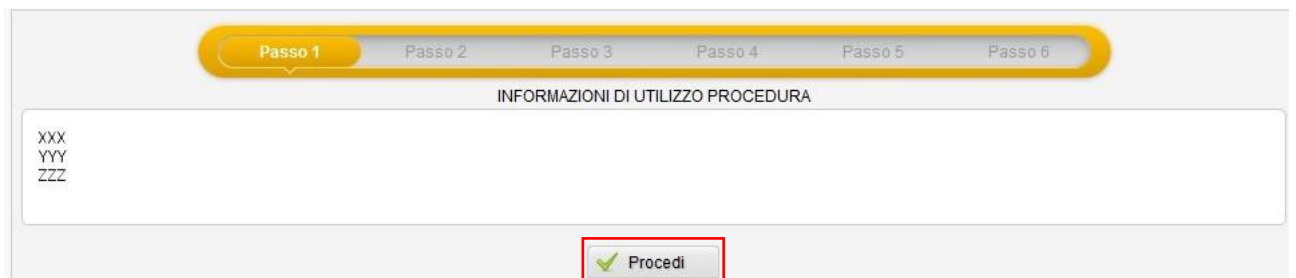 Passo 1 Passo 2 Passo 3 Passo 4 Passo 5 Passo 6
INFORMAZIONI DI UTILIZZO PROCEDURA
XXX
YYY
ZZZ
Procedi